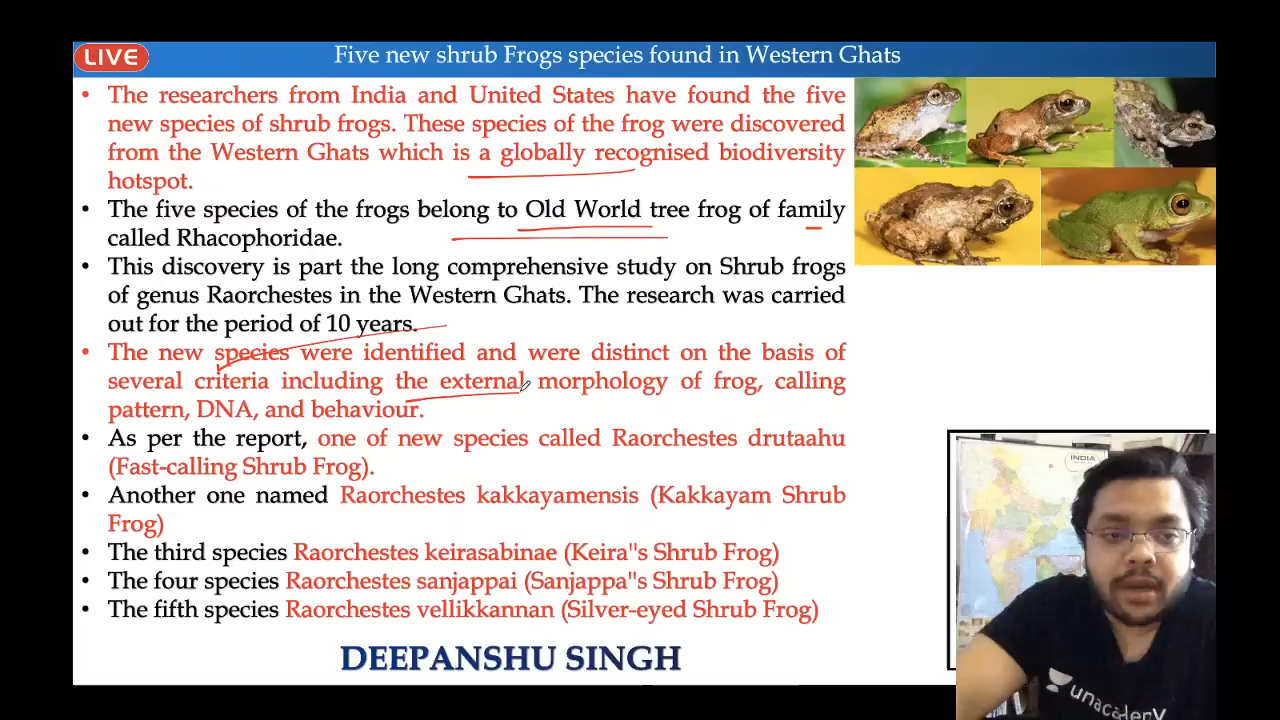 LIVE
Five new shrub Frogs species found in Western Ghats
• The researchers from India and United States have found the five
new species of shrub frogs. These species of the frog were discovered
from the Western Ghats which is a globally recognised biodiversity
hotspot.
• The five species of the frogs belong to Old World tree frog of family
called Rhacophoridae.
• This discovery is part the long comprehensive study on Shrub frogs
of genus Raorchestes in the Western Ghats. The research was carried
out for the period of 10 years.
• The new species were identified and were distinct on the basis of
several criteria including the external morphology of frog, calling
pattern, DNA, and behaviour.
• As per the report, one of new species called Raorchestes drutaahu
(Fast-calling Shrub Frog).
• Another one named Raorchestes kakkayamensis (Kakkayam Shrub
Frog)
• The third species Raorchestes keirasabinae (Keira"s Shrub Frog)
• The four species Raorchestes sanjappai (Sanjappa"s Shrub Frog)
• The fifth species Raorchestes vellikkannan (Silver-eyed Shrub Frog)
DEEPANSHU SINGH
INDIA
unacademy